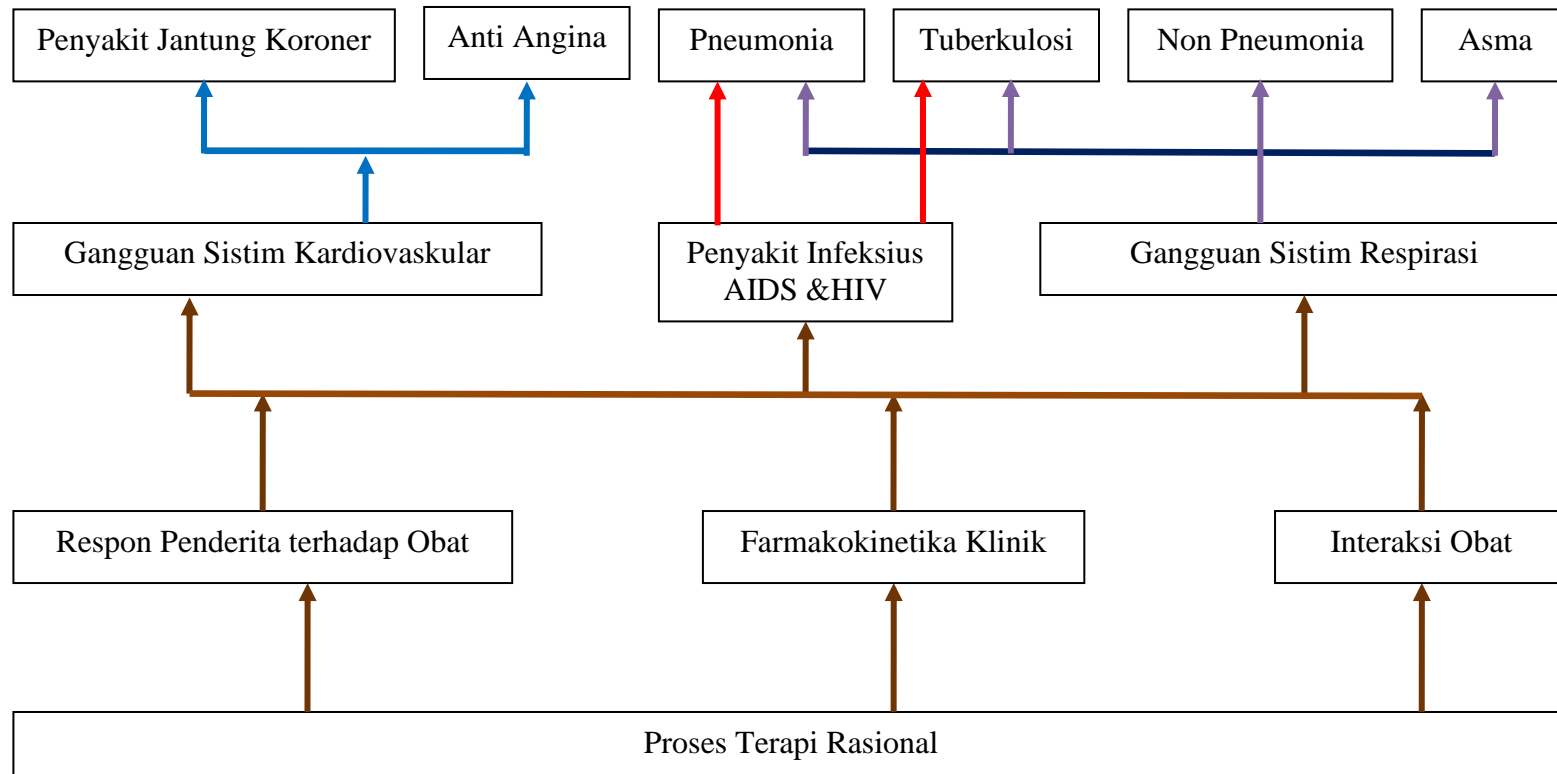 Penyakit Jantung Koroner
Anti Angina
Pneumonia
Tuberkulosi
Non Pneumonia
Asma
Gangguan Sistim Kardiovaskular
Penyakit Infeksius
AIDS &HIV
Gangguan Sistim Respirasi
Respon Penderita terhadap Obat
Farmakokinetika Klinik
Interaksi Obat
Proses Terapi Rasional